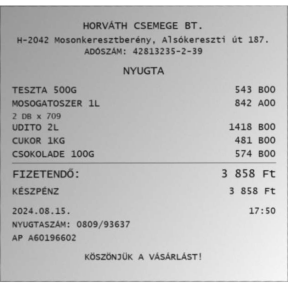 HORVÁTH CSEMEGE BT.
H-2042 Mosonkeresztberény, Alsókereszti út 187.
ADÓSZÁM: 42813235-2-39
NYUGTA
TESZTA 500G 543 B00
MOSOGATOSZER 1L 842 A00
2 DB x 709
UDITO 2L 1418 B00
CUKOR 1KG 481 B00
CSOKOLADE 100G 574 B00
FIZETENDŐ: 3 858 Ft
KÉSZPÉNZ 3 858 Ft
2024.08.15. 17:50
NYUGTASZÁM: 0809/93637
AP A60196602
KÖSZÖNJÜK A VÁSÁRLÁST!